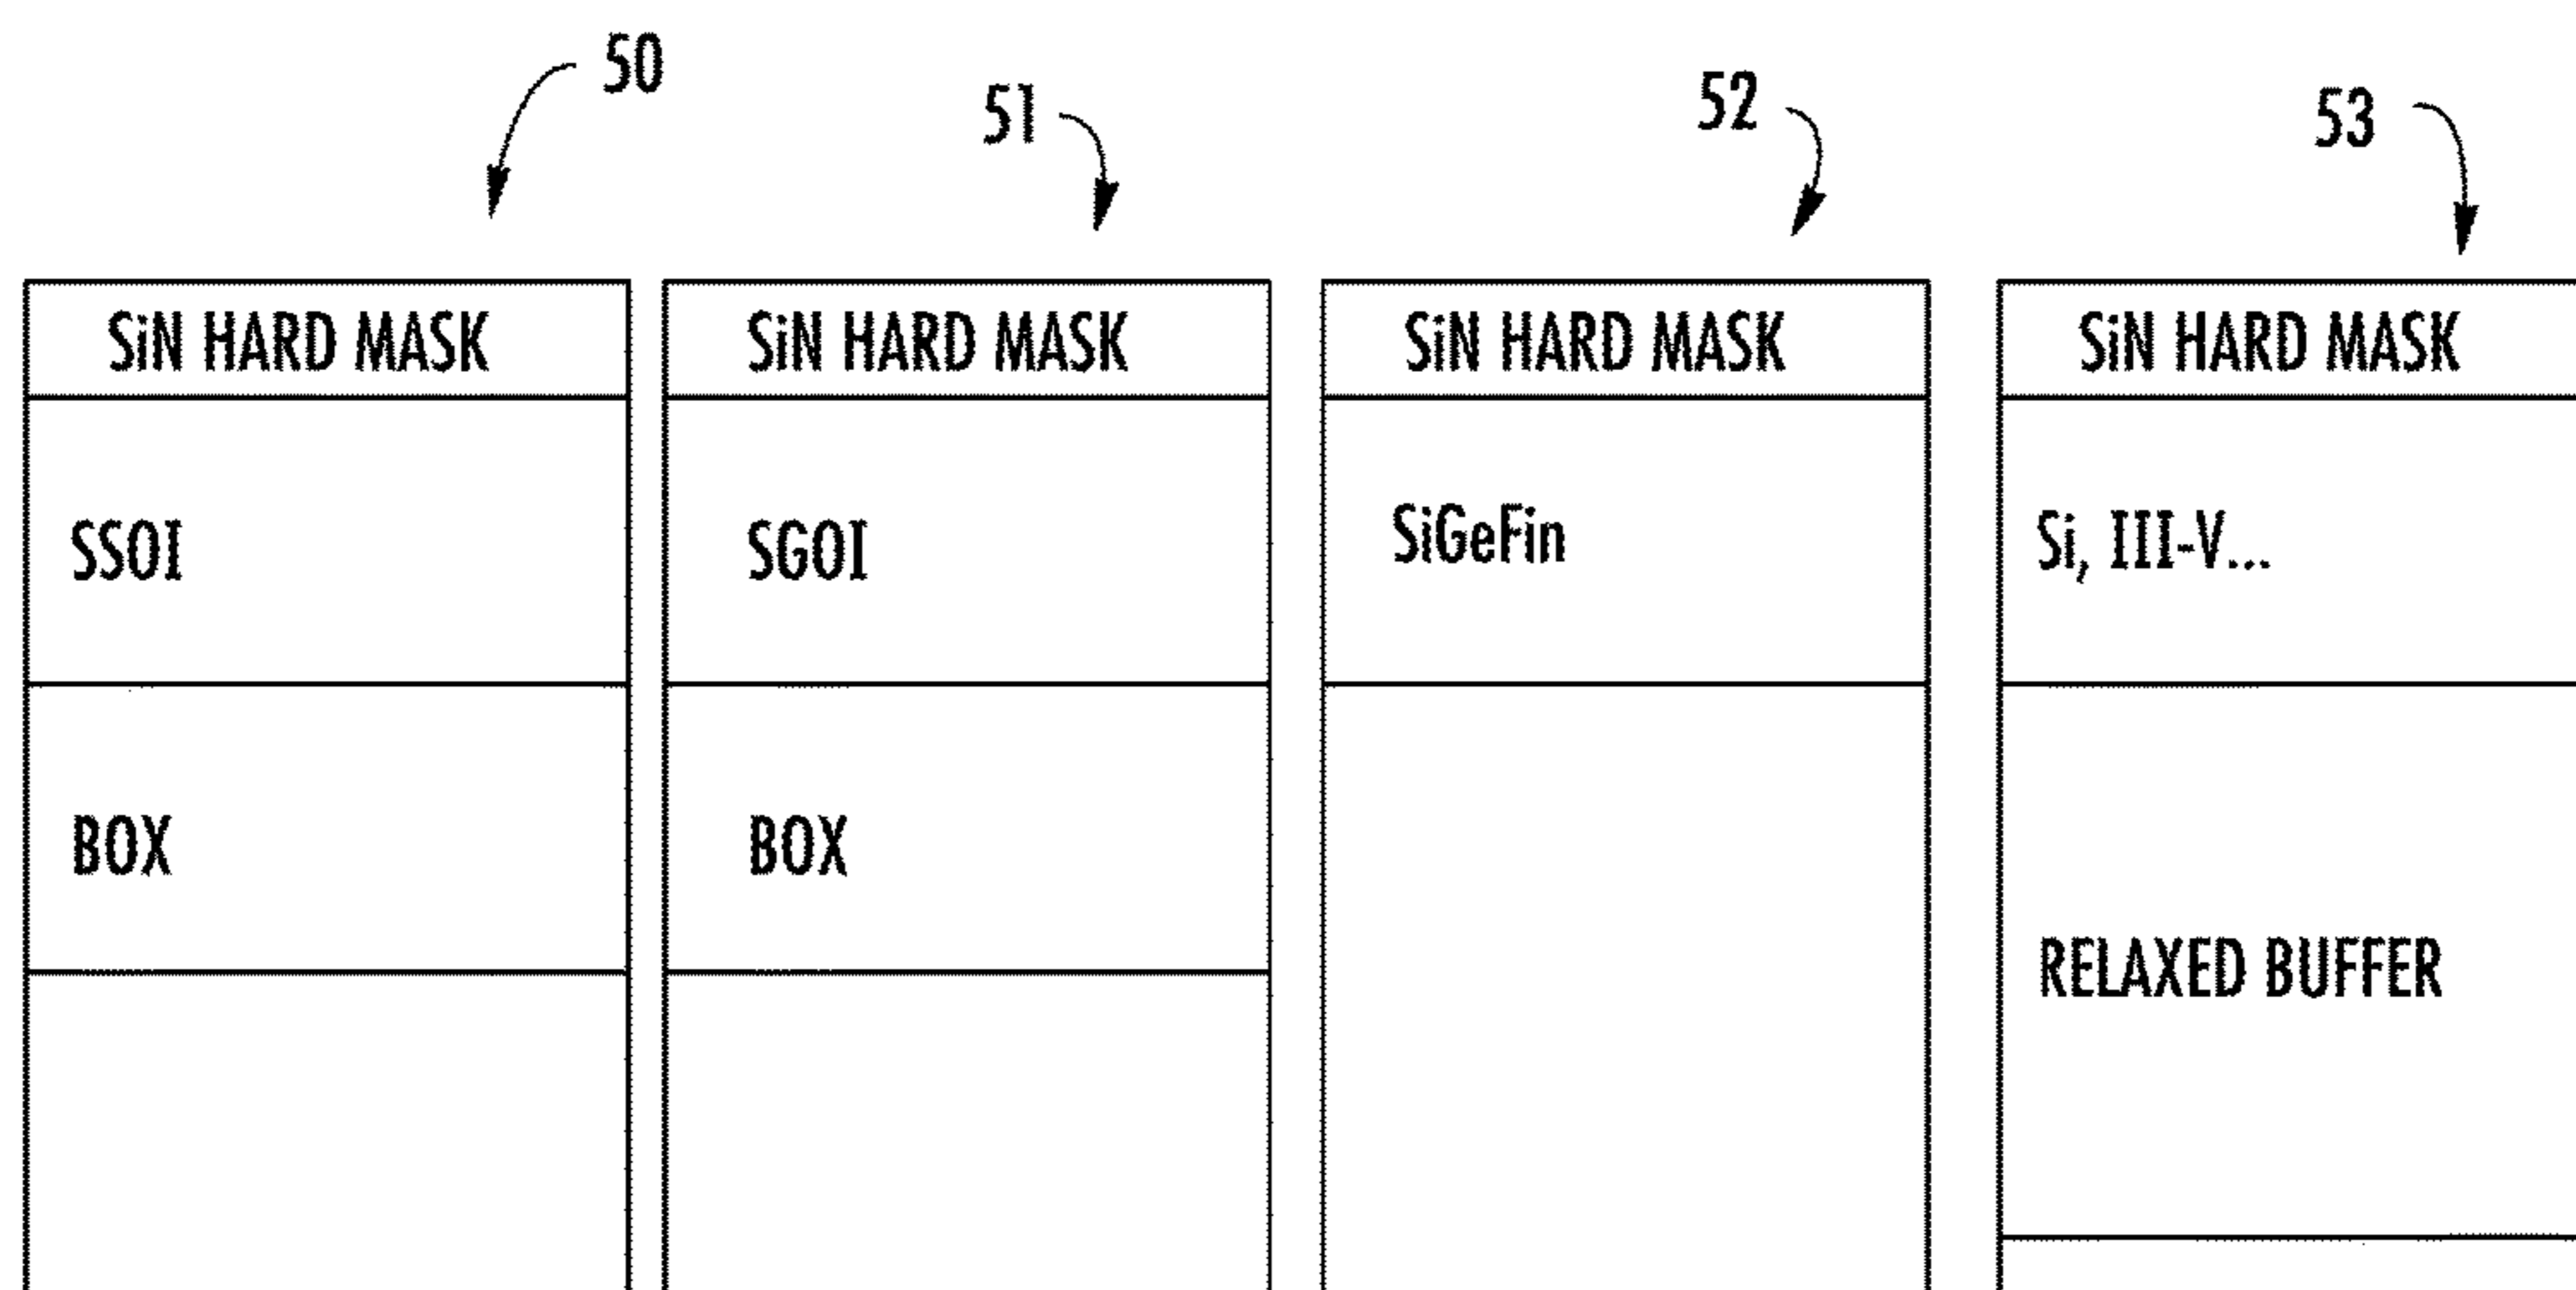 50
51
52
53
SiN HARD MASK
SiN HARD MASK
SiN HARD MASK
SiN HARD MASK
SSOI
SGOI
SiGeFin
Si, III-V...
BOX
BOX
RELAXED BUFFER